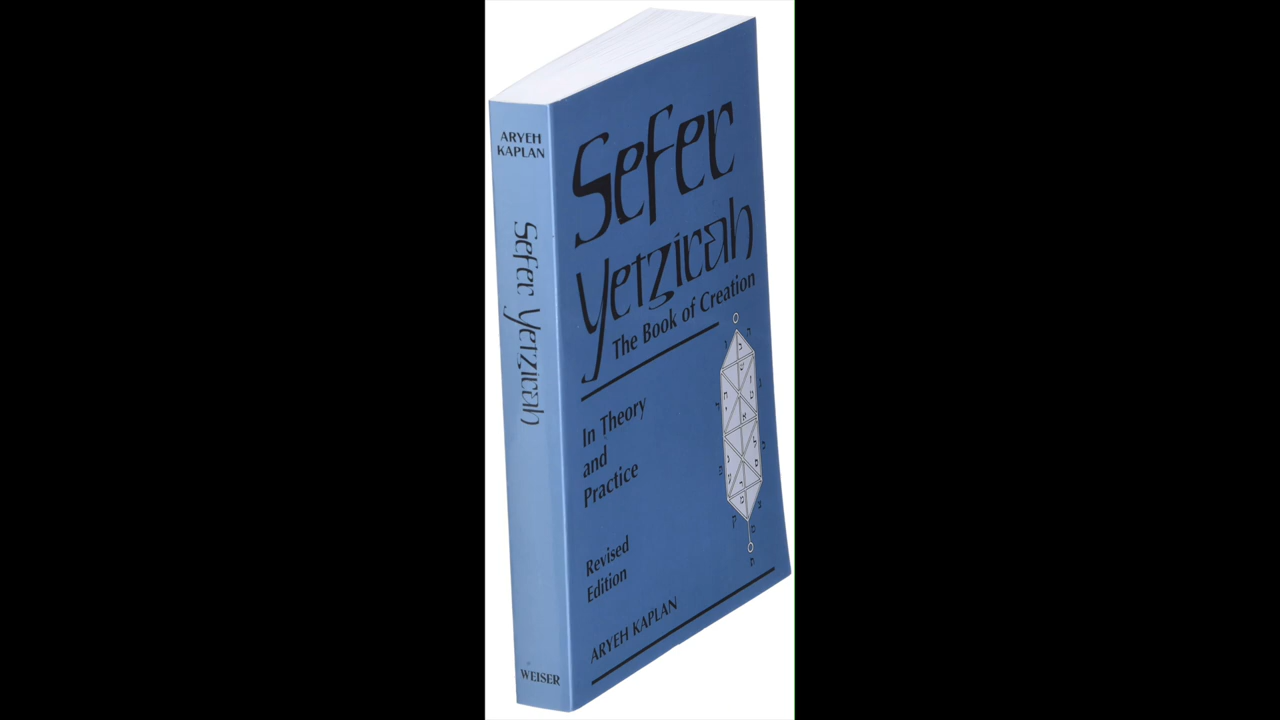 ARYEH
KAPLAN
Sefer Yetzirah
WEISER
Sefer
Yetzirah
The Book of Creation
In Theory
and
Practice
Revised
Edition
ARYEH KAPLAN